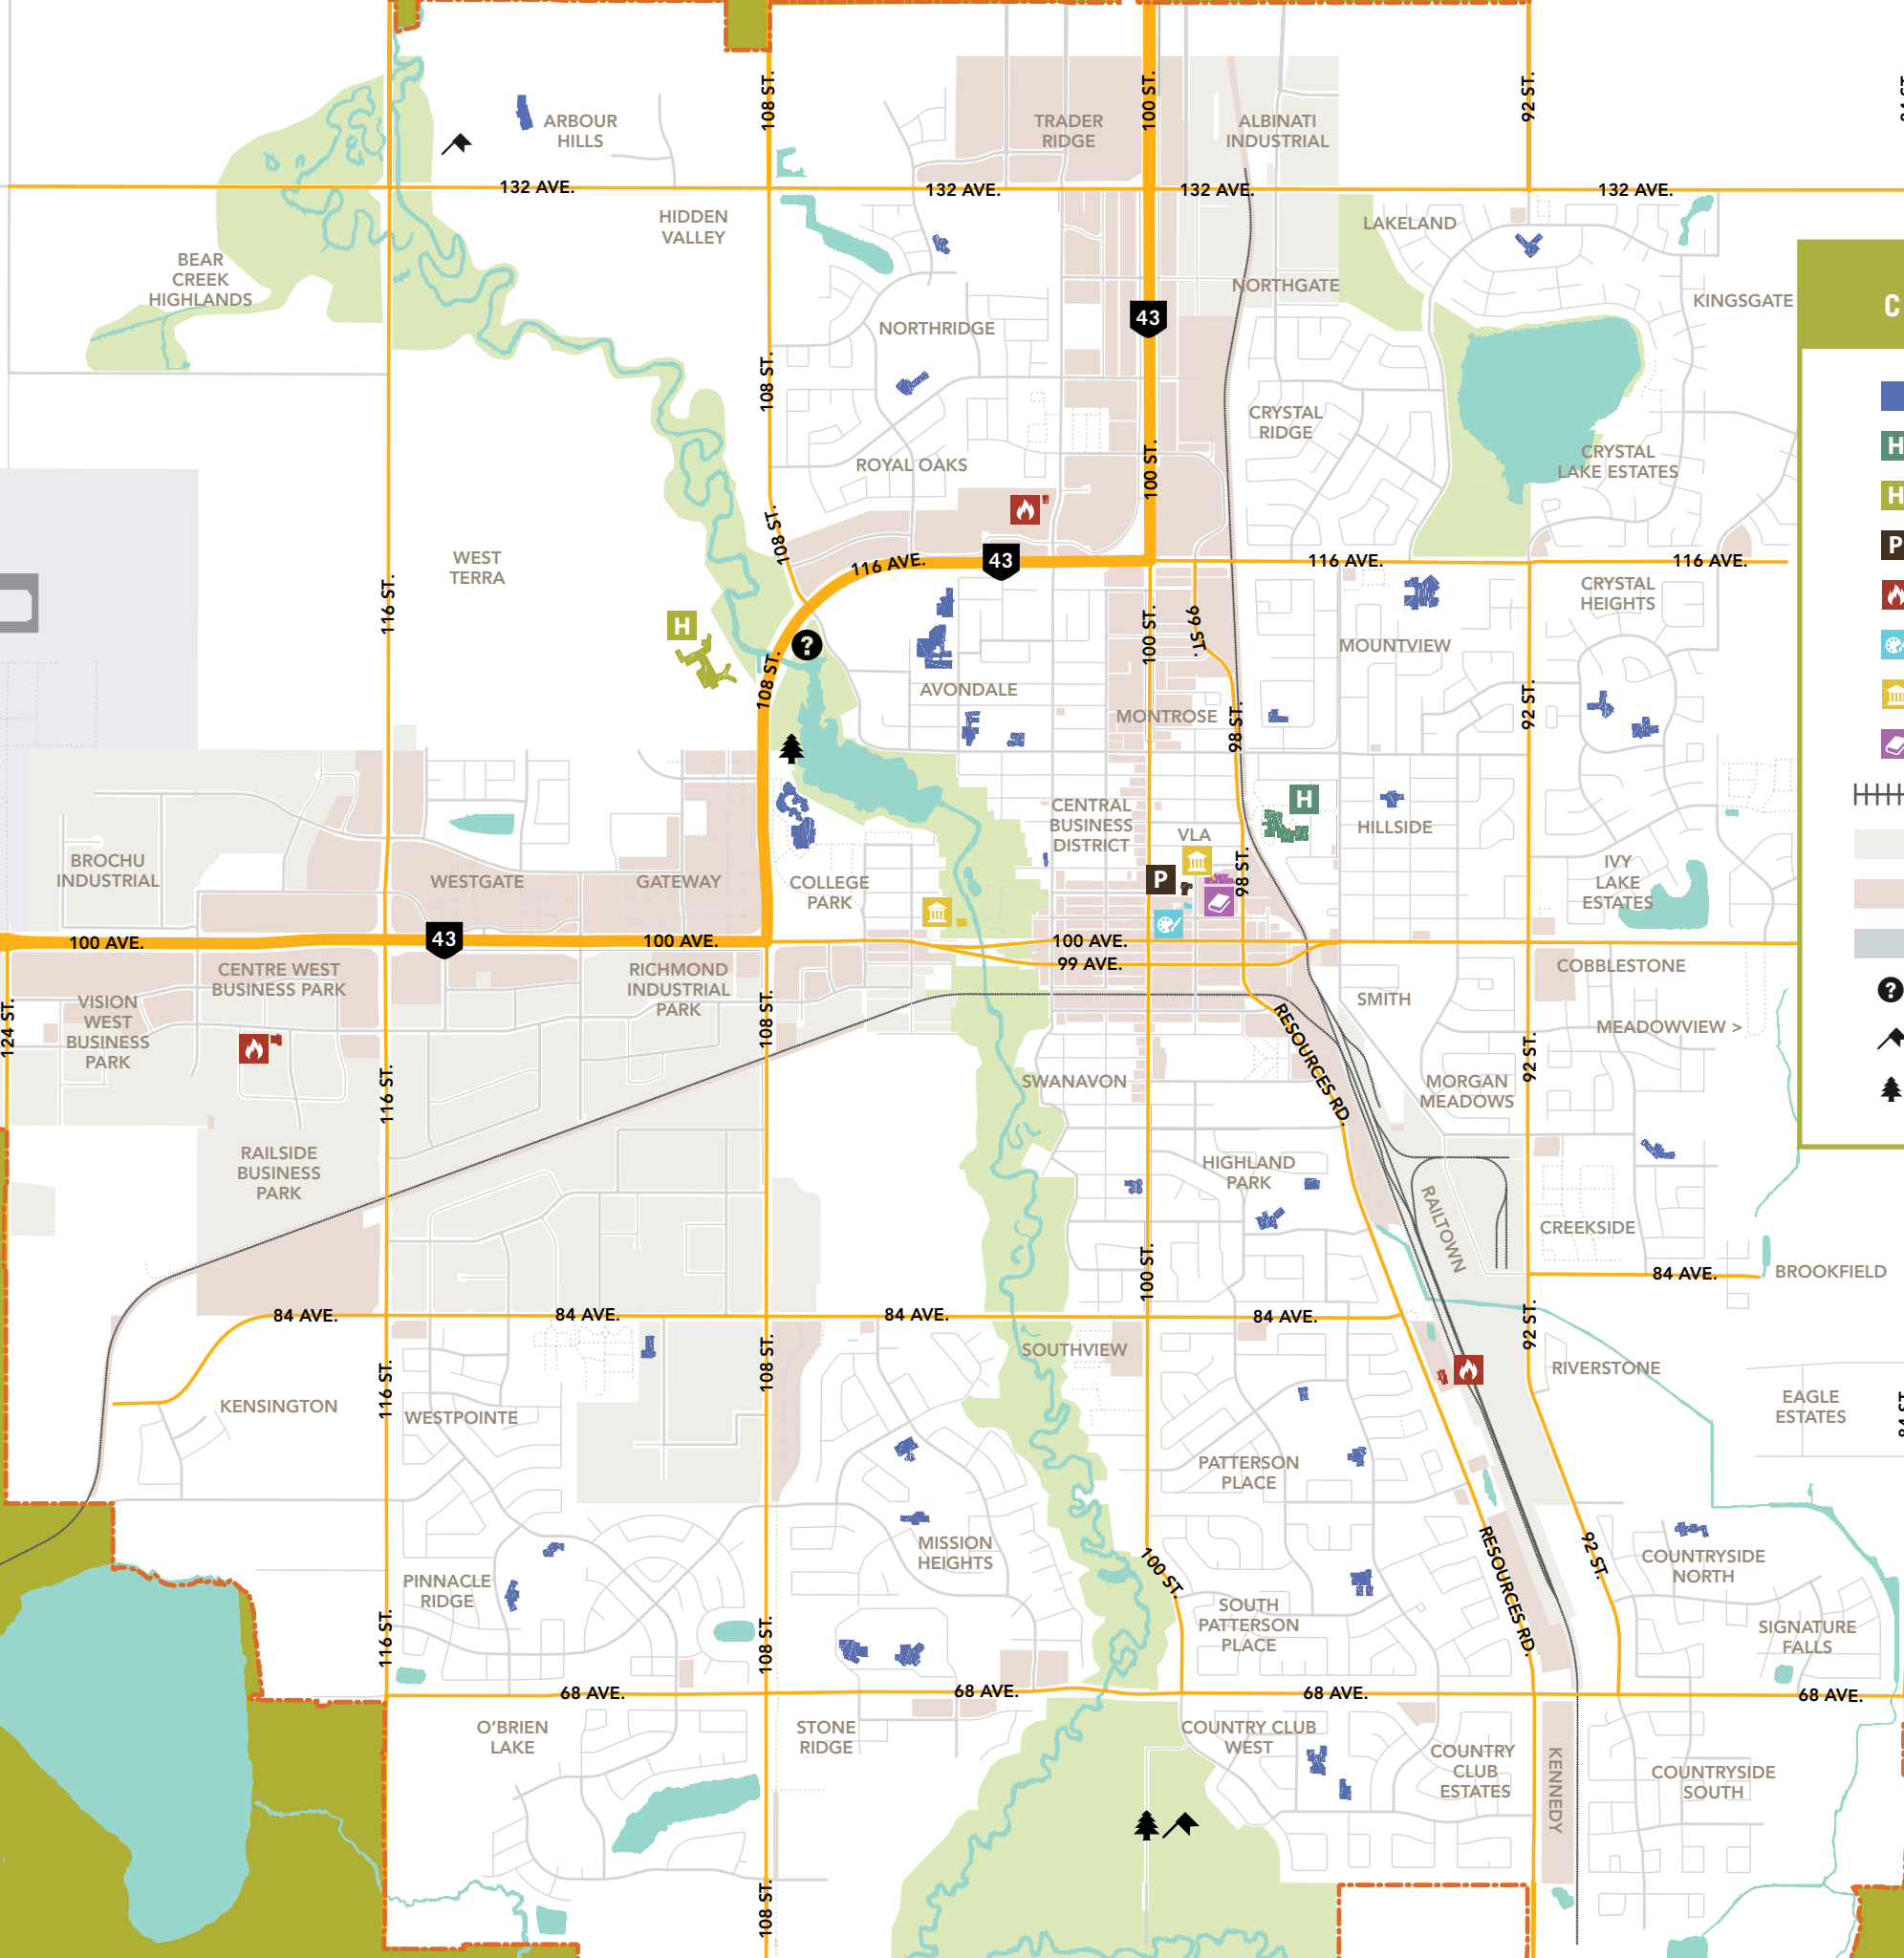 108 ST.
100 ST.
92 ST.
ARBOUR
HILLS
TRADER
RIDGE
ALBINATI
INDUSTRIAL
132 AVE.
132 AVE.
132 AVE.
132 AVE.
HIDDEN
VALLEY
LAKELAND
BEAR
CREEK
HIGHLANDS
NORTHGATE
KINGSGATE
C
43
NORTHRIDGE
108 ST.
CRYSTAL
RIDGE
H
ROYAL OAKS
100 ST.
CRYSTAL
LAKE ESTATES
H
108 ST.
P
WEST
TERRA
116 AVE.
43
116 AVE.
116 AVE.
116 ST.
CRYSTAL
HEIGHTS
H
?
100 ST.
99 ST.
MOUNTVIEW
108 ST.
AVONDALE
MONTROSE
98 ST.
92 ST.
H
CENTRAL
BUSINESS
DISTRICT
VLA
HILLSIDE
BROCHU
INDUSTRIAL
WESTGATE
GATEWAY
COLLEGE
PARK
P
98 ST.
IVY
LAKE
ESTATES
100 AVE.
43
100 AVE.
100 AVE.
99 AVE.
CENTRE WEST
BUSINESS PARK
RICHMOND
INDUSTRIAL
PARK
COBBLESTONE
?
124 ST.
VISION
WEST
BUSINESS
PARK
108 ST.
SMITH
MEADOWVIEW >
RESOURCES RD.
92 ST.
116 ST.
SWANAVON
MORGAN
MEADOWS
RAILSIDE
BUSINESS
PARK
HIGHLAND
PARK
RAILTOWN
CREEKSIDE
100 ST.
84 AVE.
BROOKFIELD
84 AVE.
84 AVE.
84 AVE.
84 AVE.
92 ST.
108 ST.
SOUTHVIEW
RIVERSTONE
116 ST.
KENSINGTON
WESTPOINTE
EAGLE
ESTATES
84 ST.
PATTERSON
PLACE
MISSION
HEIGHTS
100 ST.
RESOURCES RD.
92 ST.
COUNTRYSIDE
NORTH
PINNACLE
RIDGE
116 ST.
108 ST.
SOUTH
PATTERSON
PLACE
SIGNATURE
FALLS
68 AVE.
68 AVE.
68 AVE.
68 AVE.
O'BRIEN
LAKE
STONE
RIDGE
COUNTRY CLUB
WEST
COUNTRY
CLUB
ESTATES
KENNEDY
COUNTRYSIDE
SOUTH
108 ST.